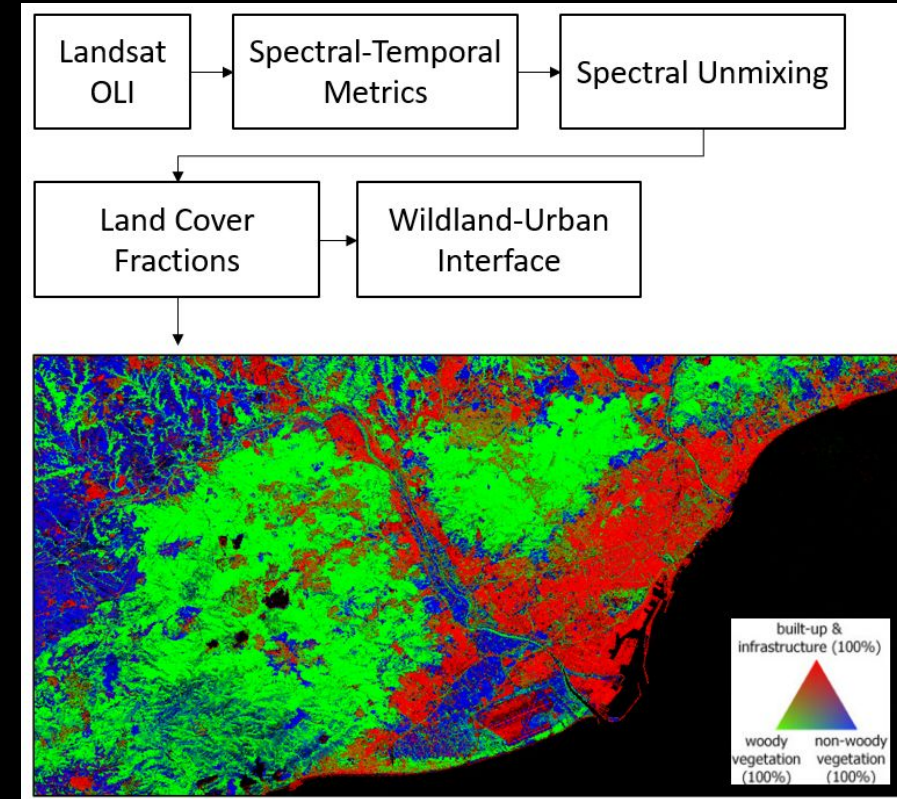 Landsat
OLI
Spectral-Temporal
Metrics
Spectral Unmixing
Land Cover
Fractions
Wildland-Urban
Interface
built-up &
infrastructure (100%)
woody
vegetation
(100%)
non-woody
vegetation
(100%)